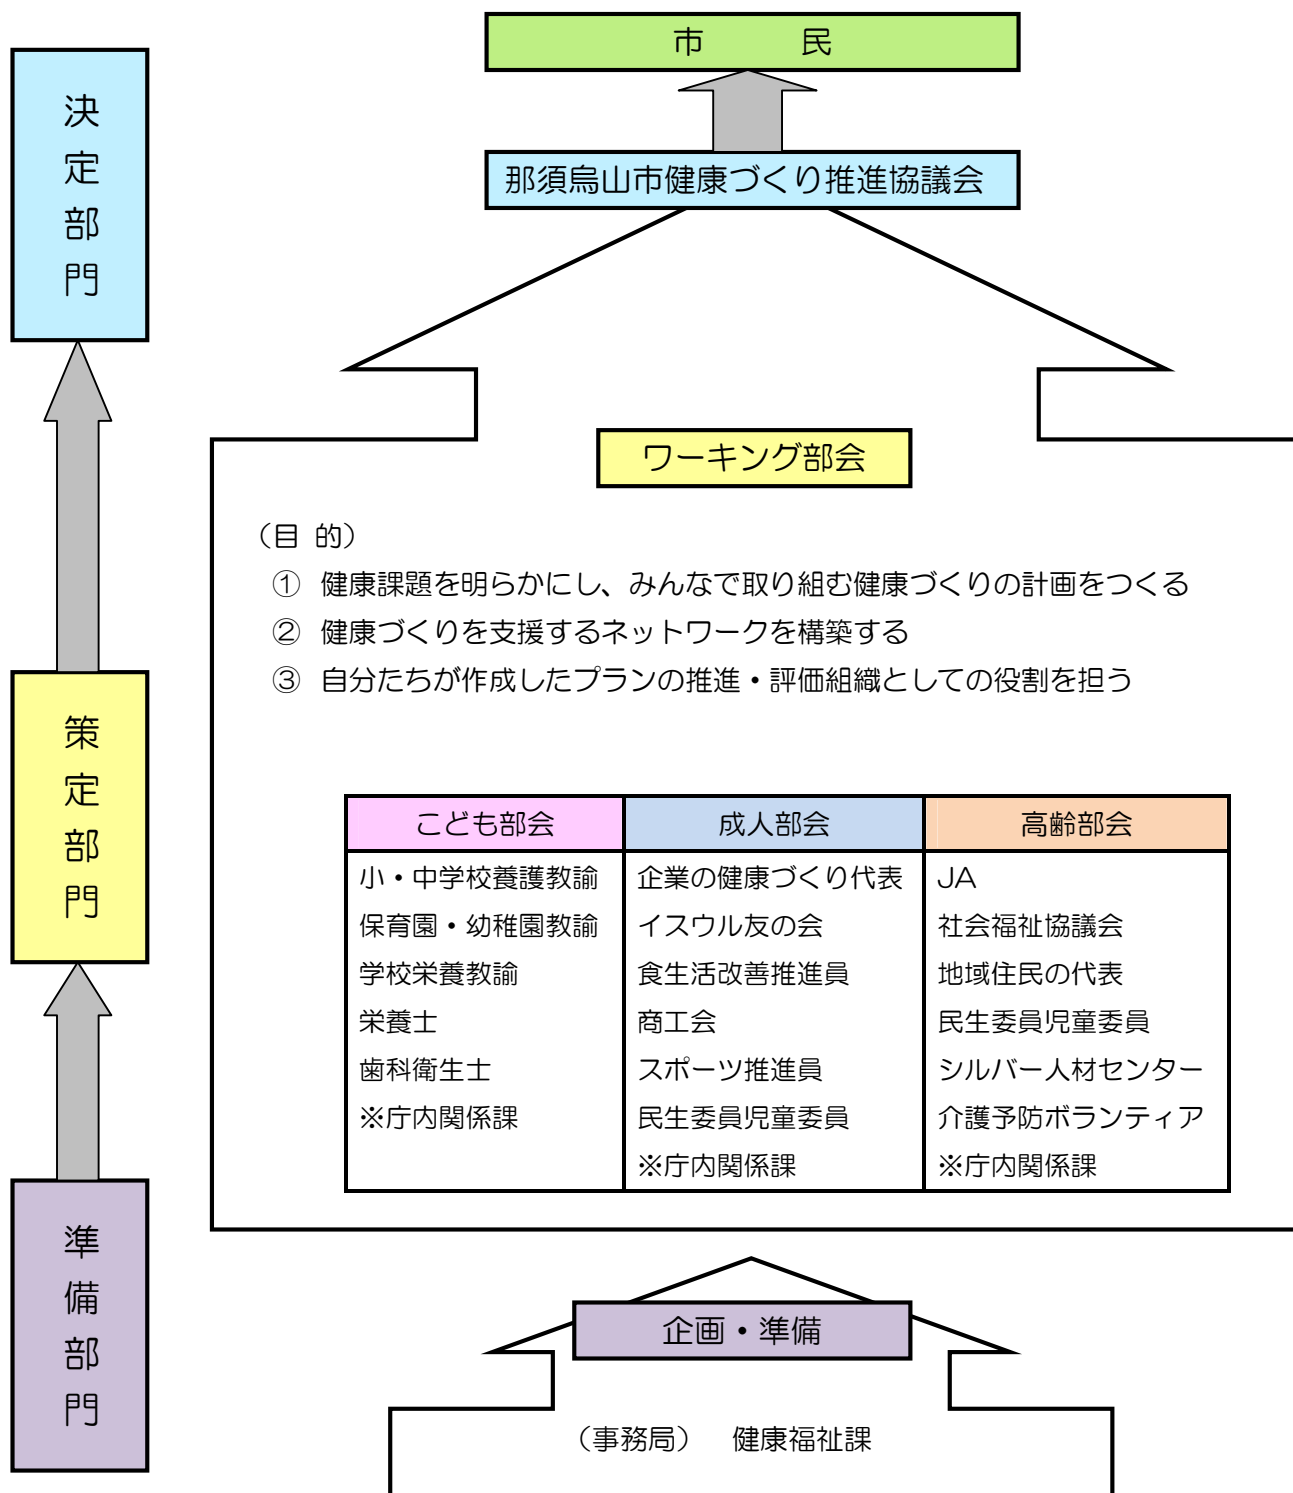 市　民
決定部門
那須烏山市健康づくり推進協議会
ワーキング部会
（目 的）
① 健康課題を明らかにし、みんなで取り組む健康づくりの計画をつくる
② 健康づくりを支援するネットワークを構築する
③ 自分たちが作成したプランの推進・評価組織としての役割を担う
策定部門
こども部会
小・中学校養護教諭
保育園・幼稚園教諭
学校栄養教諭
栄養士
歯科衛生士
※庁内関係課
成人部会
企業の健康づくり代表
イスウル友の会
食生活改善推進員
商工会
スポーツ推進員
民生委員児童委員
※庁内関係課
高齢部会
JA
社会福祉協議会
地域住民の代表
民生委員児童委員
シルバー人材センター
介護予防ボランティア
※庁内関係課
準備部門
企画・準備
（事務局）　健康福祉課